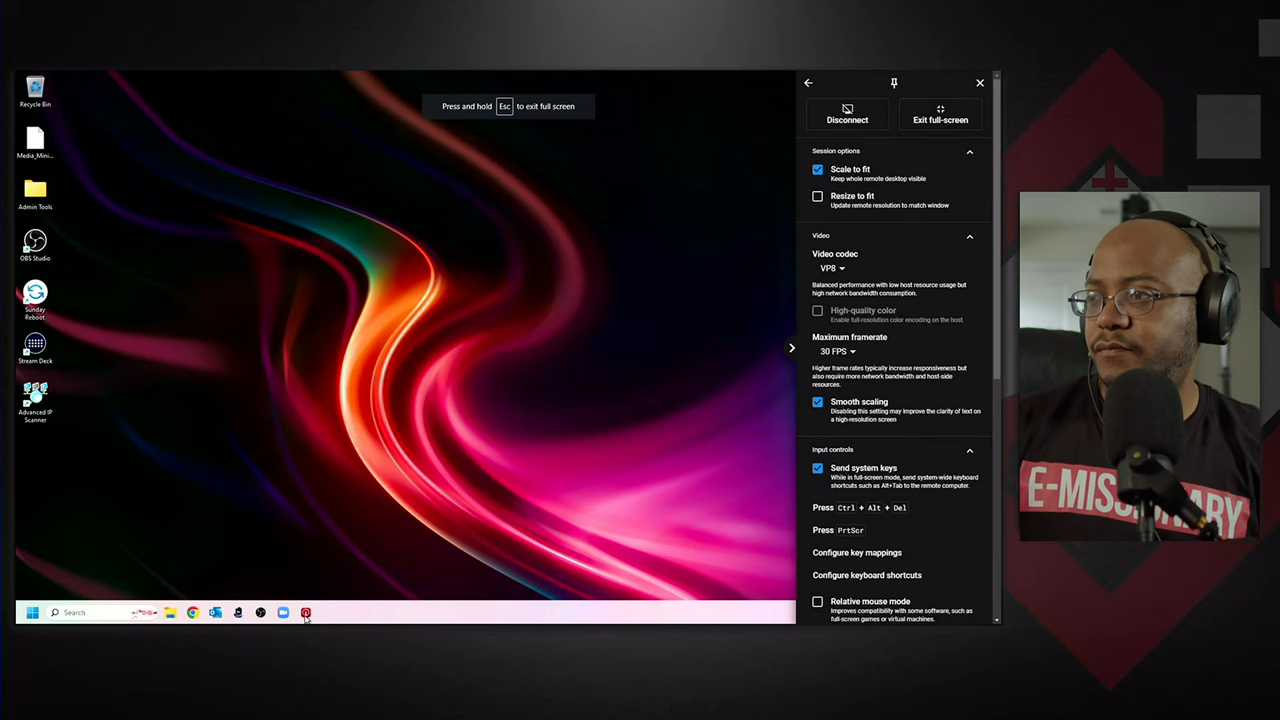 Recycle Bin
Media_Mini...
Admin Tools
OBS Studio
Sunday
Reboot
Stream Deck
Advanced IP
Scanner
Search
Press and hold Esc to exit full screen
Disconnect
Exit full-screen
Session options
Scale to fit
Keep whole remote desktop visible
Resize to fit
Update remote resolution to match window
Video
Video codec
VP8
Balanced performance with low host resource usage but
high network bandwidth consumption.
High-quality color
Enable full-resolution color encoding on the host.
Maximum framerate
30 FPS
Higher frame rates typically increase responsiveness but
also require more network bandwidth and host-side
resources.
Smooth scaling
Disabling this setting may improve the clarity of text on
a high-resolution screen
Input controls
Send system keys
While in full-screen mode, send system-wide keyboard
shortcuts such as Alt+Tab to the remote computer.
Press Ctrl + Alt + Del
Press PrtScr
Configure key mappings
Configure keyboard shortcuts
Relative mouse mode
Improves compatibility with some software, such as
full-screen games or virtual machines.
E-MISSIONARY